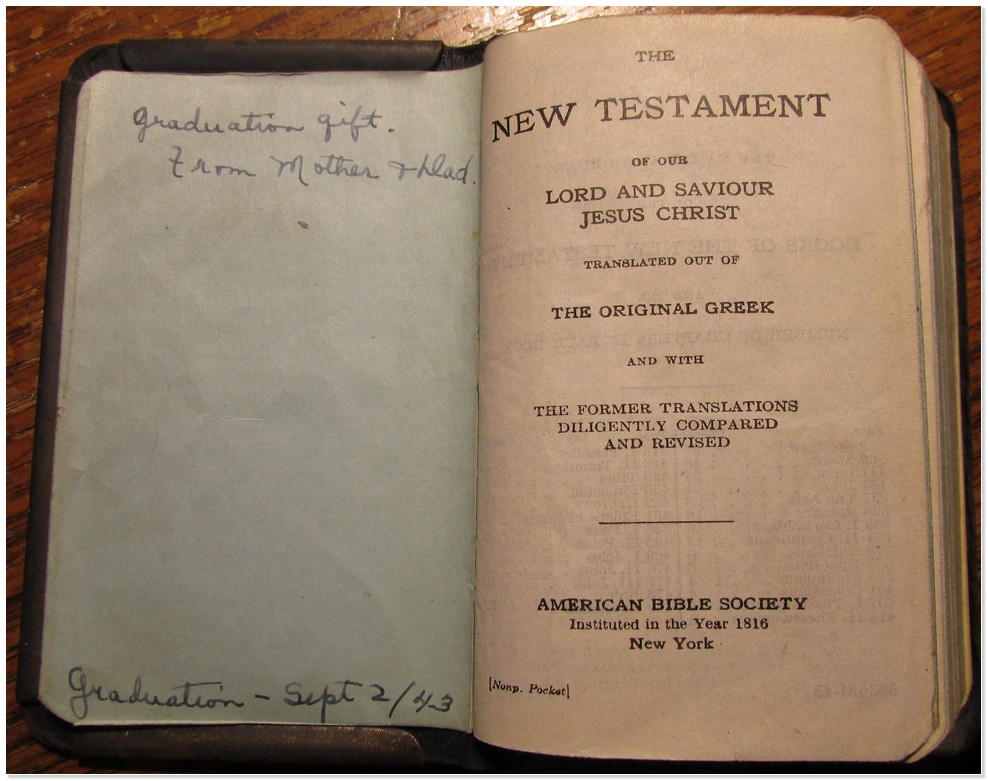 Graduation gift.
From Mother & Dad.
Graduation - Sept 2/43
THE
NEW TESTAMENT
OF OUR
LORD AND SAVIOUR
JESUS CHRIST
TRANSLATED OUT OF
THE ORIGINAL GREEK
AND WITH
THE FORMER TRANSLATIONS
DILIGENTLY COMPARED
AND REVISED
AMERICAN BIBLE SOCIETY
Instituted in the Year 1816
New York
[Nonp. Pocket]